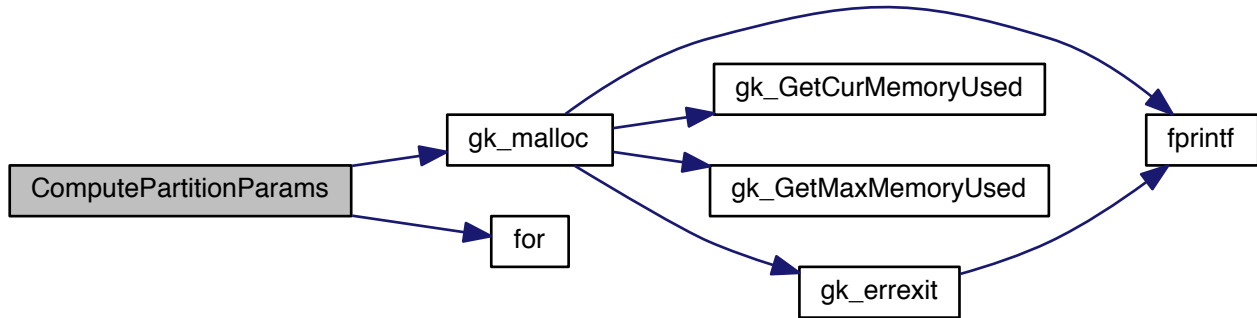 gk_GetCurMemoryUsed
gk_malloc
fprintf
ComputePartitionParams
gk_GetMaxMemoryUsed
for
gk_errexit